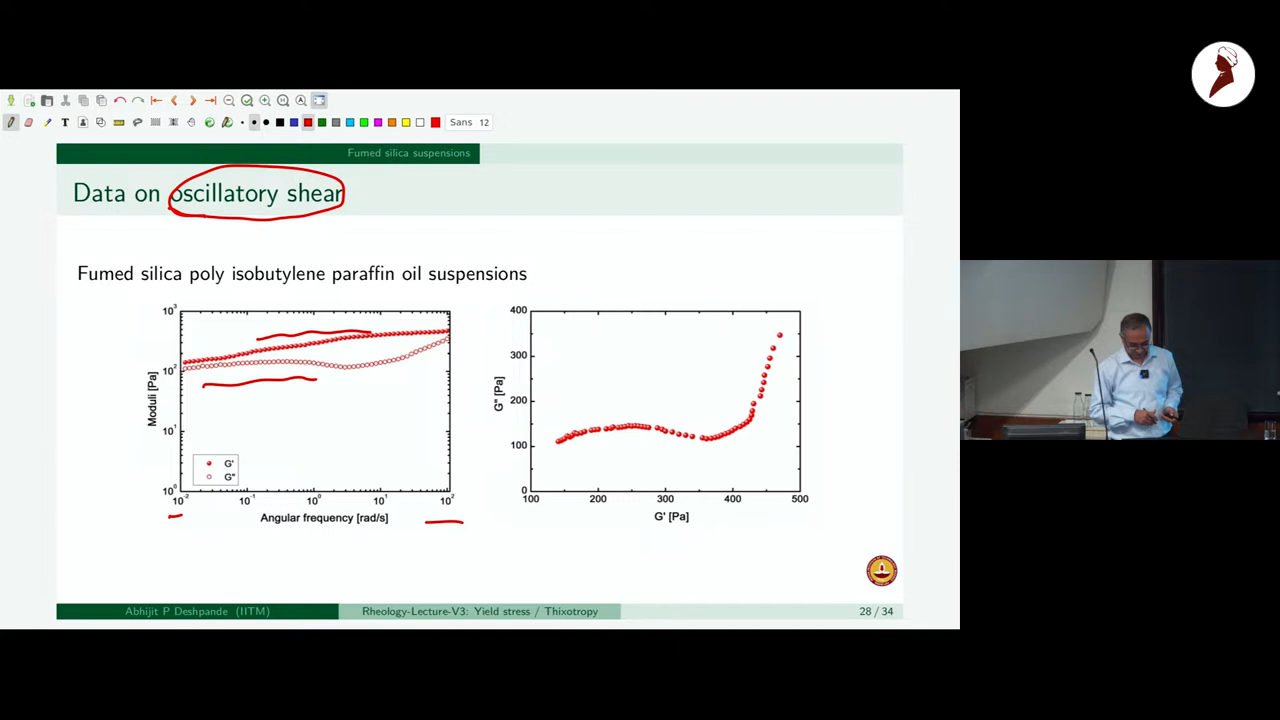 Sans 12
Fumed silica suspensions
Data on oscillatory shear
Fumed silica poly isobutylene paraffin oil suspensions
10³
10²
10¹
10⁰
Moduli [Pa]
G'
G"
10⁻² 10⁻¹ 10⁰ 10¹ 10²
Angular frequency [rad/s]
400
300
200
100
0
G" [Pa]
100 200 300 400 500
G' [Pa]
Abhijit P Deshpande (IITM) Rheology-Lecture-V3: Yield stress / Thixotropy 28 / 34